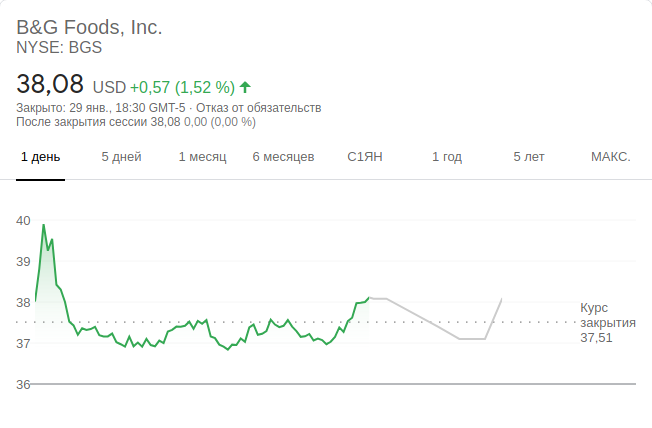 B&G Foods, Inc.
NYSE: BGS
38,08 USD +0,57 (1,52 %)
Закрыто: 29 янв., 18:30 GMT-5 · Отказ от обязательств
После закрытия сессии 38,08 0,00 (0,00 %)
1 день 5 дней 1 месяц 6 месяцев С1ЯН 1 год 5 лет МАКС.
40
39
38
37
36
Курс
закрытия
37,51